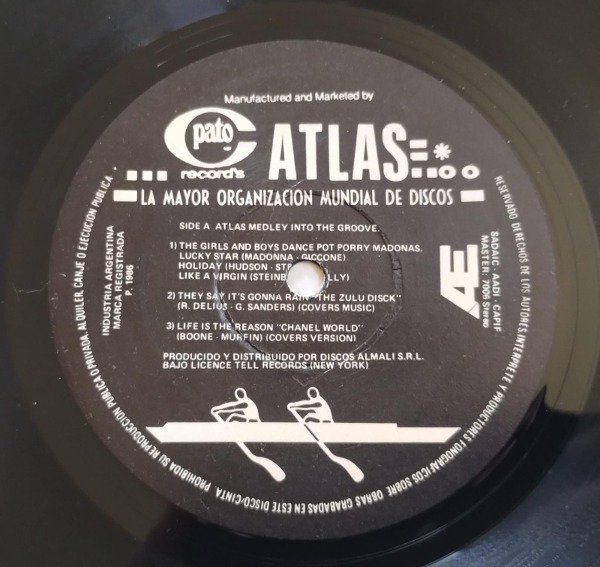 Manufactured and Marketed by
pato
record's
ATLAS
LA MAYOR ORGANIZACION MUNDIAL DE DISCOS
SIDE A ATLAS MEDLEY INTO THE GROOVE.
1) THE GIRLS AND BOYS DANCE POT PORRY MADONAS.
LUCKY STAR (MADONNA - CICCONE)
HOLIDAY (HUDSON - STE
LIKE A VIRGIN (STEINB LLY)
2) THEY SAY IT'S GONNA RAIN "THE ZULU DISCK"
(R. DELIUS - G. SANDERS) (COVERS MUSIC)
3) LIFE IS THE REASON "CHANEL WORLD"
(BOONE - MURFIN) (COVERS VERSION)
PRODUCIDO Y DISTRIBUIDO POR DISCOS ALMALI S.R.L.
BAJO LICENCE TELL RECORDS (NEW YORK)
INDUSTRIA ARGENTINA
MARCA REGISTRADA
P. 1986
AE
SADAIC - AADI CAPIF
MASTER - 7006 Stereo
RESERVADO DERECHOS DE LOS AUTORES, INTERPRETE Y PRODUCTORES FONOGRAFICOS SOBRE OBRAS GRABADAS EN ESTE DISCO/CINTA. PROHIBIDA SU REPRODUCCION PUBLICA O PRIVADA, ALQUILER, CANJE O EJECUCION PUBLICA.